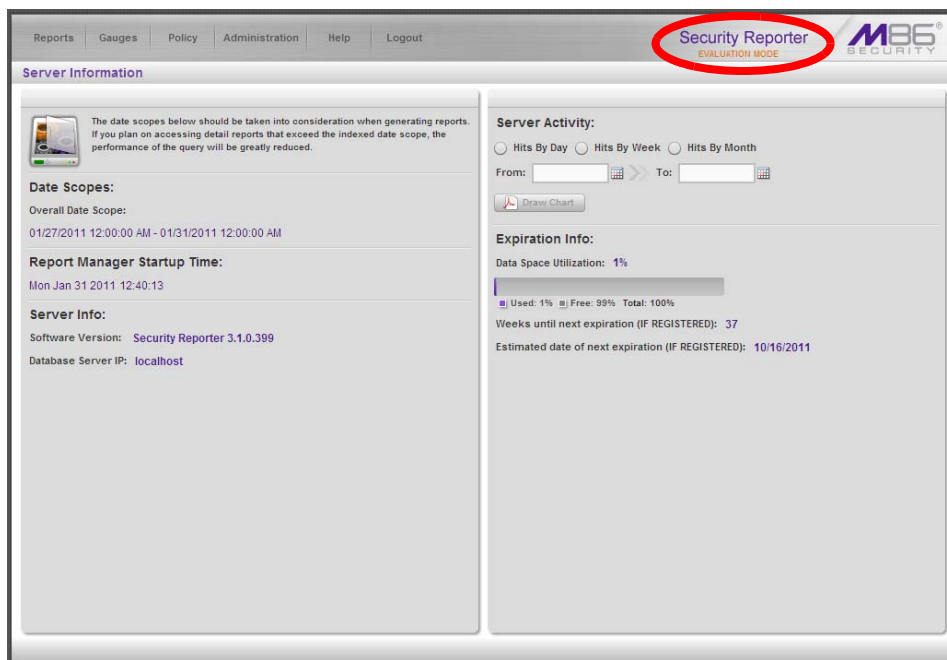 Reports Gauges Policy Administration Help Logout
Security Reporter
EVALUATION MODE
M86®
SECURITY
Server Information
The date scopes below should be taken into consideration when generating reports.
If you plan on accessing detail reports that exceed the indexed date scope, the
performance of the query will be greatly reduced.
Date Scopes:
Overall Date Scope:
01/27/2011 12:00:00 AM - 01/31/2011 12:00:00 AM
Report Manager Startup Time:
Mon Jan 31 2011 12:40:13
Server Info:
Software Version: Security Reporter 3.1.0.399
Database Server IP: localhost
Server Activity:
Hits By Day Hits By Week Hits By Month
From: To:
Draw Chart
Expiration Info:
Data Space Utilization: 1%
Used: 1% Free: 99% Total: 100%
Weeks until next expiration (IF REGISTERED): 37
Estimated date of next expiration (IF REGISTERED): 10/16/2011